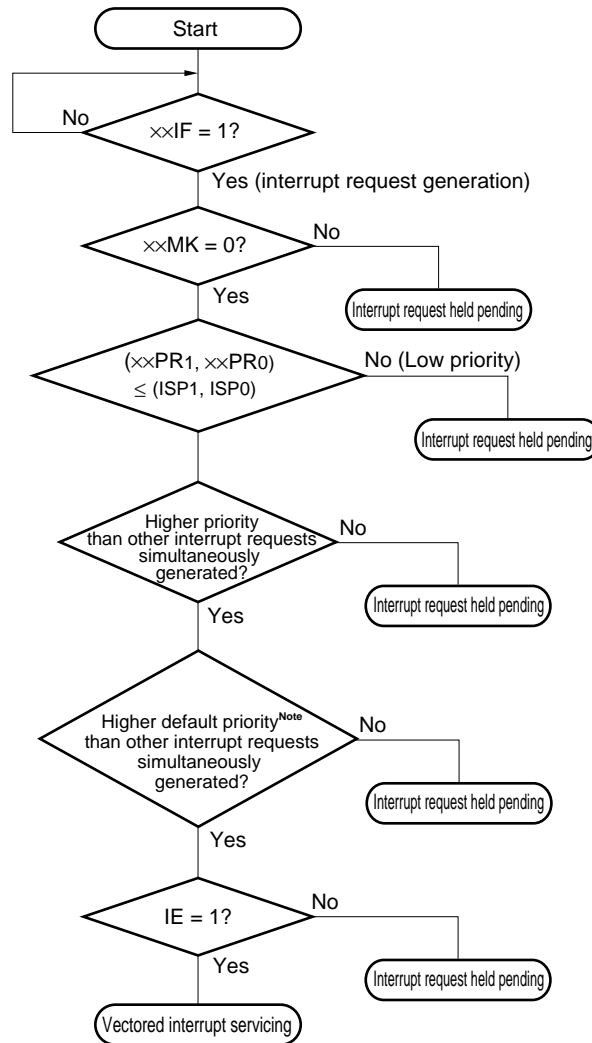 Start
No
××IF = 1?
Yes (interrupt request generation)
××MK = 0?
No
Interrupt request held pending
Yes
(××PR1, ××PR0)
≤ (ISP1, ISP0)
No (Low priority)
Interrupt request held pending
Higher priority
than other interrupt requests
simultaneously
generated?
No
Interrupt request held pending
Yes
Higher default priorityNote
than other interrupt requests
simultaneously
generated?
No
Interrupt request held pending
Yes
IE = 1?
No
Interrupt request held pending
Yes
Vectored interrupt servicing